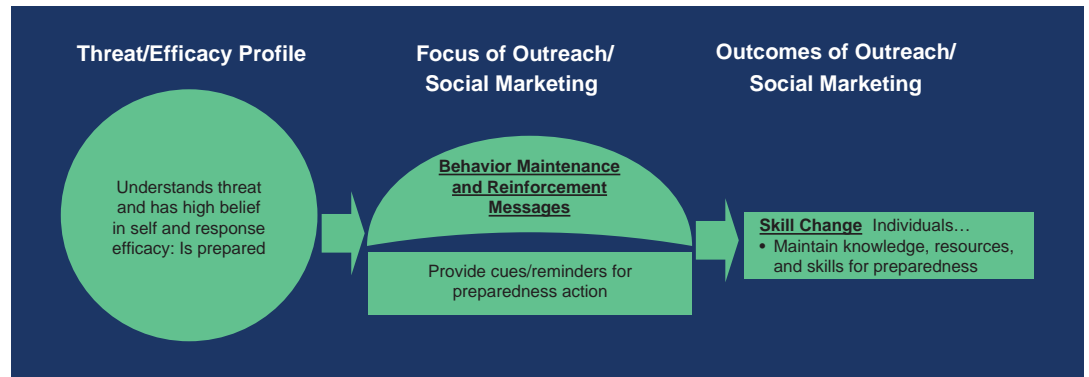 Threat/Efficacy Profile
Focus of Outreach/
Social Marketing
Outcomes of Outreach/
Social Marketing
Understands threat
and has high belief
in self and response
efficacy: Is prepared
Behavior Maintenance
and Reinforcement
Messages
Provide cues/reminders for
preparedness action
Skill Change Individuals…
• Maintain knowledge, resources,
and skills for preparedness